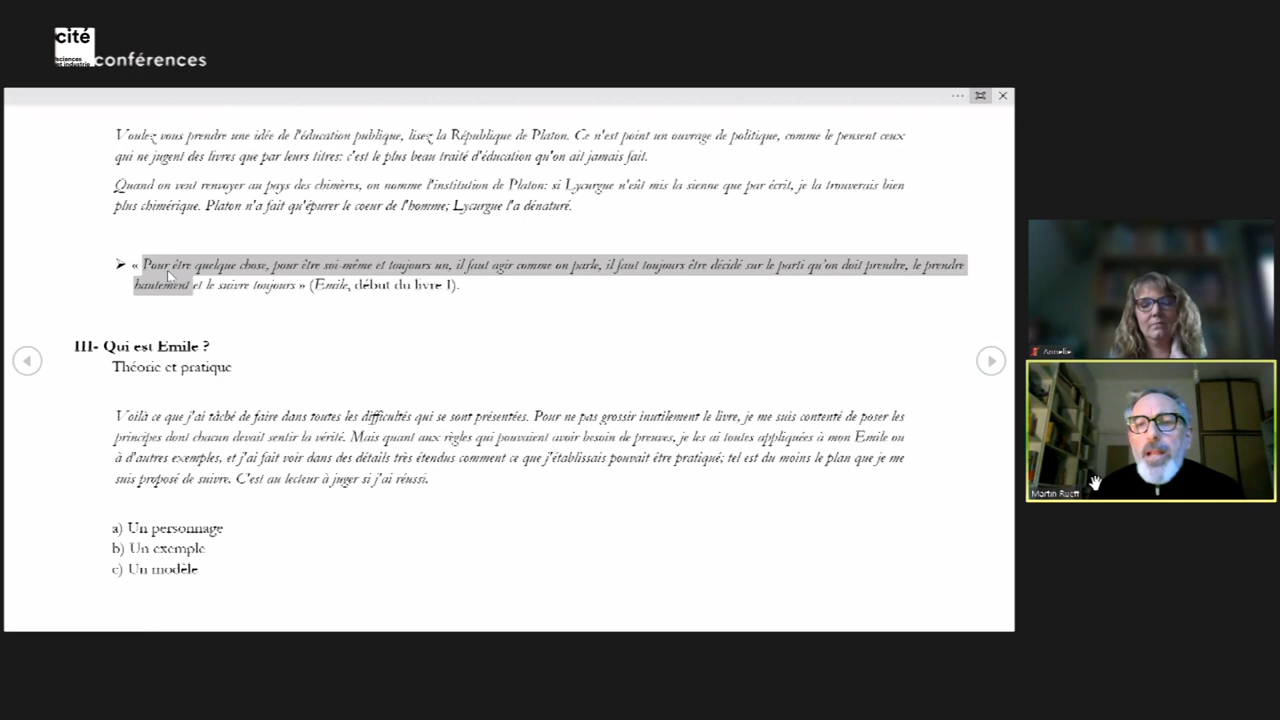 cité
sciences
et industrie
conférences
Voulez vous prendre une idée de l'éducation publique, lisez la République de Platon. Ce n'est point un ouvrage de politique, comme le pensent ceux
qui ne jugent des livres que par leurs titres: c'est le plus beau traité d'éducation qu'on ait jamais fait.
Quand on veut renvoyer au pays des chimères, on nomme l'institution de Platon: si Lycurgue n'eût mis la sienne que par écrit, je la trouverais bien
plus chimérique. Platon n'a fait qu'épurer le coeur de l'homme; Lycurgue l'a dénaturé.
➤ « Pour être quelque chose, pour être soi-même et toujours un, il faut agir comme on parle, il faut toujours être décidé sur le parti qu'on doit prendre, le prendre
hautement et le suivre toujours » (Emile, début du livre I).
III- Qui est Emile ?
Théorie et pratique
Voilà ce que j'ai tâché de faire dans toutes les difficultés qui se sont présentées. Pour ne pas grossir inutilement le livre, je me suis contenté de poser les
principes dont chacun devait sentir la vérité. Mais quant aux règles qui pouvaient avoir besoin de preuves, je les ai toutes appliquées à mon Emile ou
à d'autres exemples, et j'ai fait voir dans des détails très étendus comment ce que j'établissais pouvait être pratiqué; tel est du moins le plan que je me
suis proposé de suivre. C'est au lecteur à juger si j'ai réussi.
a) Un personnage
b) Un exemple
c) Un modèle
Annelie
Martin Rueff